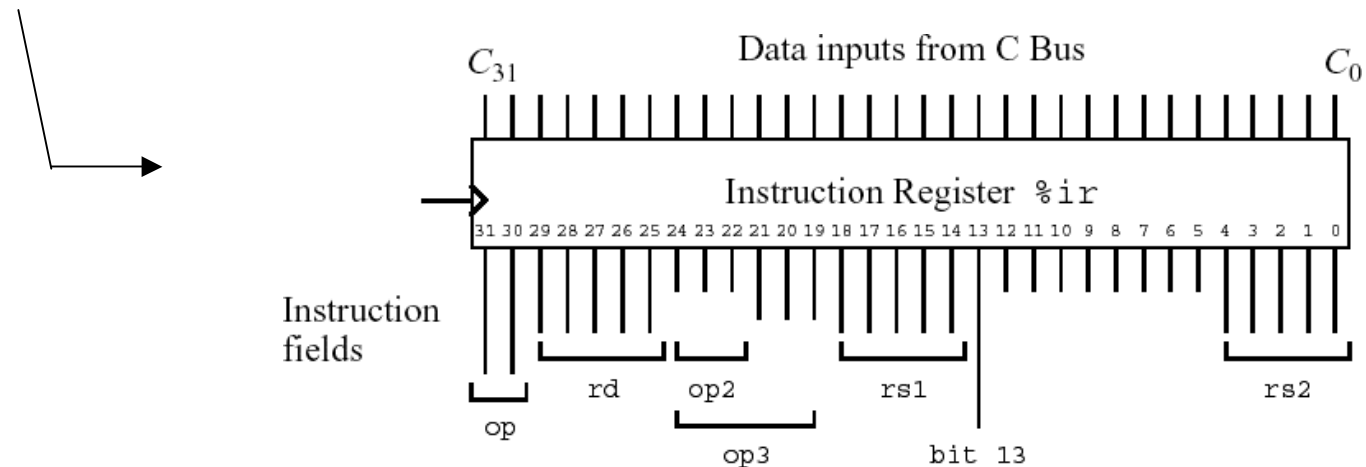 Data inputs from C Bus
C31 C0
Instruction Register %ir
31 30 29 28 27 26 25 24 23 22 21 20 19 18 17 16 15 14 13 12 11 10 9 8 7 6 5 4 3 2 1 0
Instruction
fields
rd op2 rs1 rs2
op
op3 bit 13